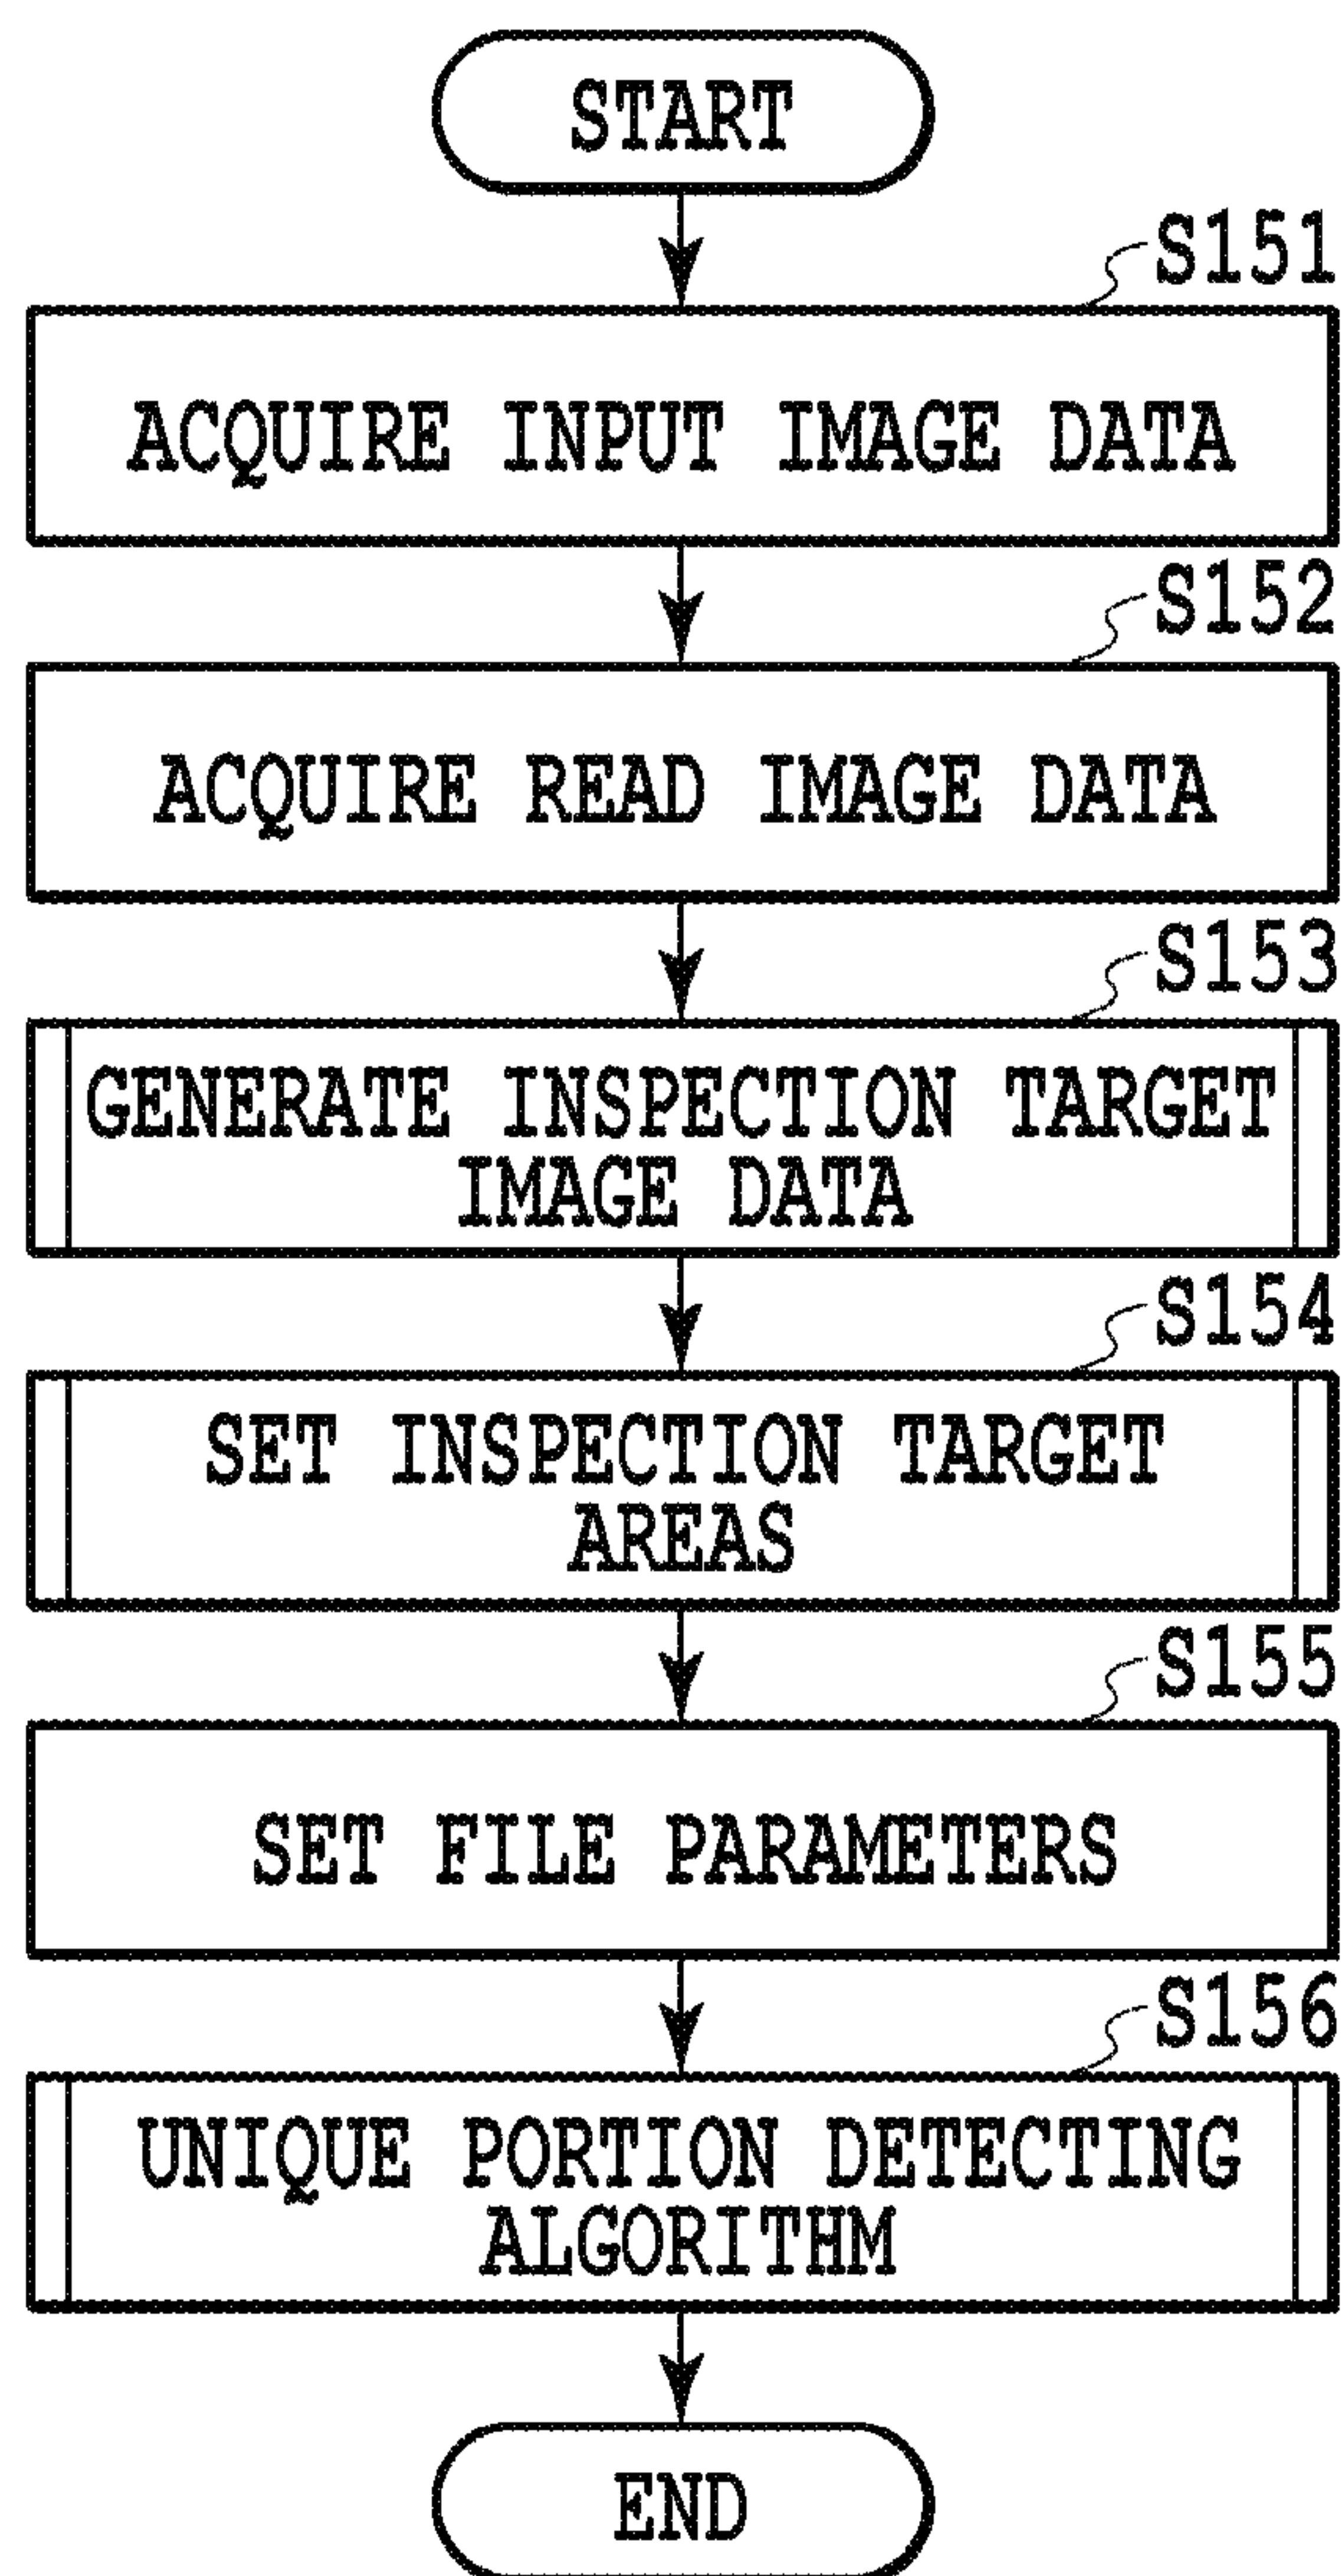 START
S151
ACQUIRE INPUT IMAGE DATA
S152
ACQUIRE READ IMAGE DATA
S153
GENERATE INSPECTION TARGET
IMAGE DATA
S154
SET INSPECTION TARGET
AREAS
S155
SET FILE PARAMETERS
S156
UNIQUE PORTION DETECTING
ALGORITHM
END